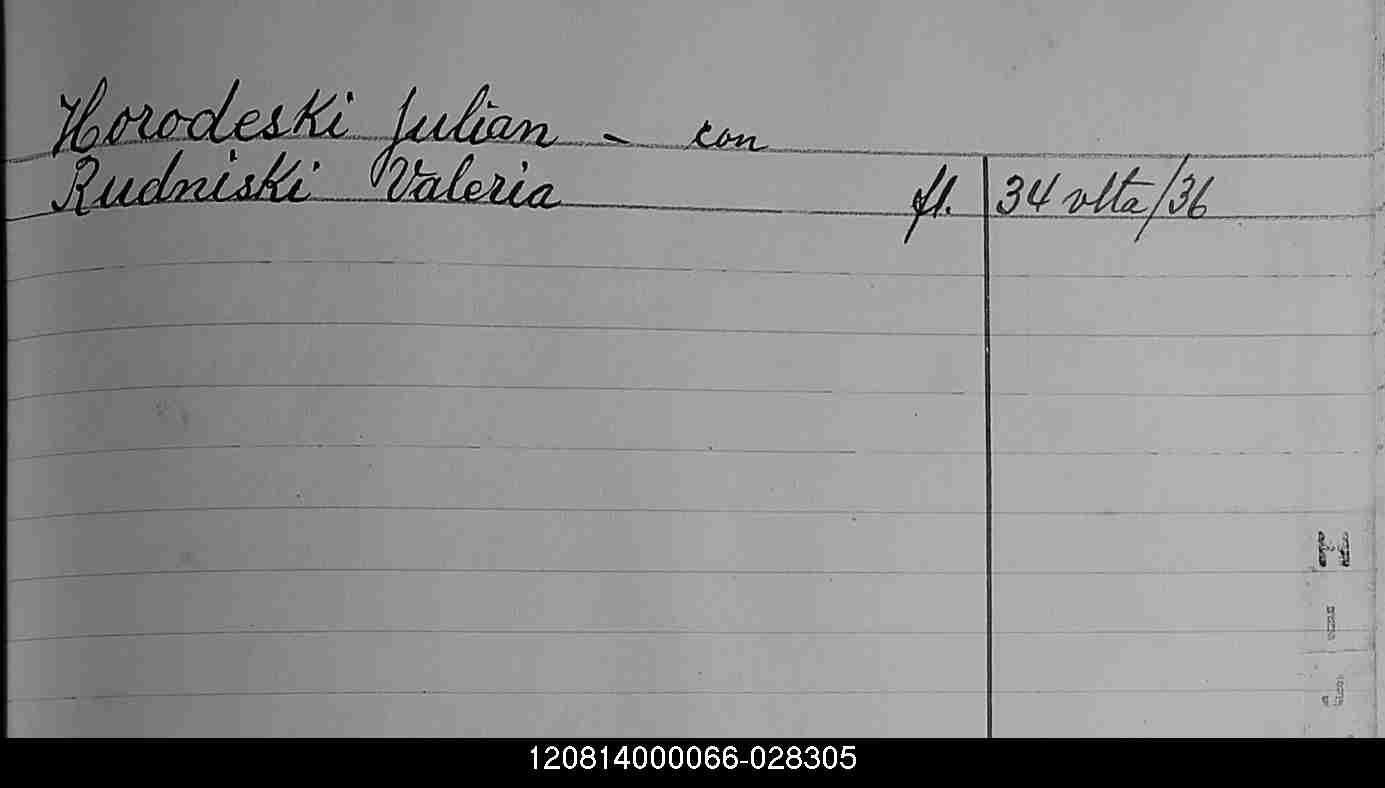 Horodeski Julian - con
Rudniski Valeria fl. 34 vlta/36
H
120814000066-028305